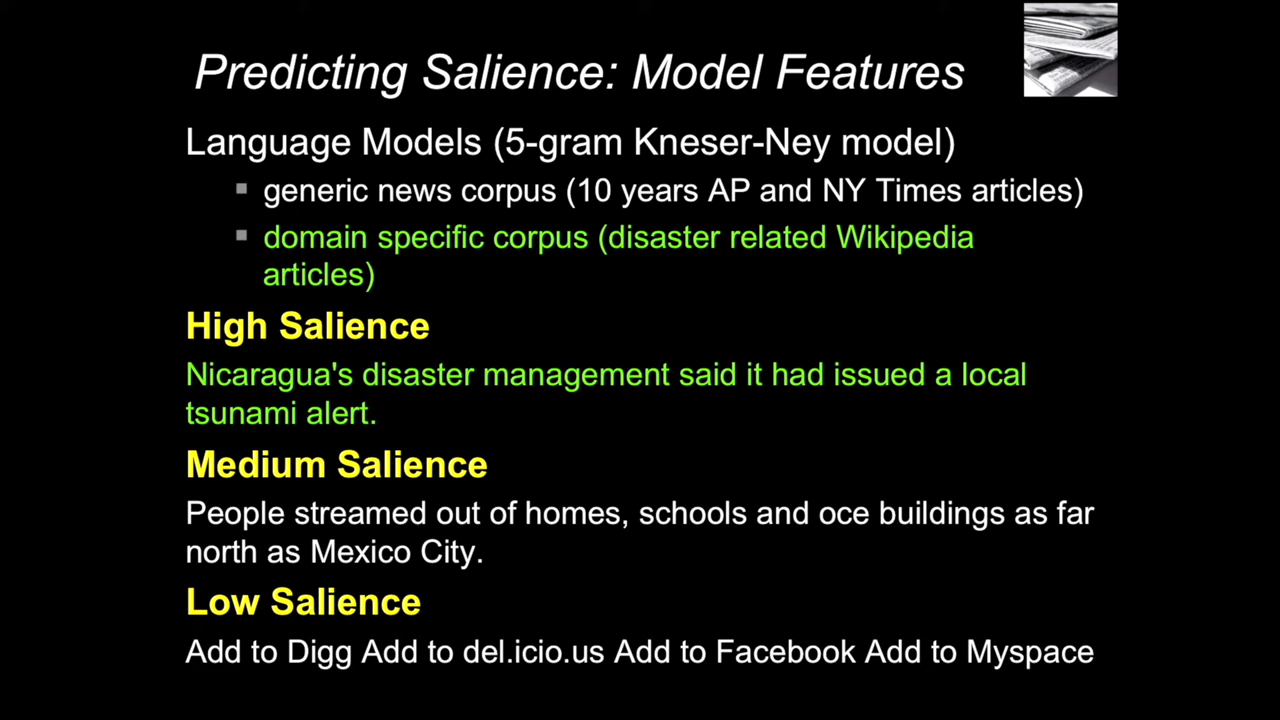 Predicting Salience: Model Features
Language Models (5-gram Kneser-Ney model)
▪ generic news corpus (10 years AP and NY Times articles)
▪ domain specific corpus (disaster related Wikipedia
articles)
High Salience
Nicaragua's disaster management said it had issued a local
tsunami alert.
Medium Salience
People streamed out of homes, schools and oce buildings as far
north as Mexico City.
Low Salience
Add to Digg Add to del.icio.us Add to Facebook Add to Myspace